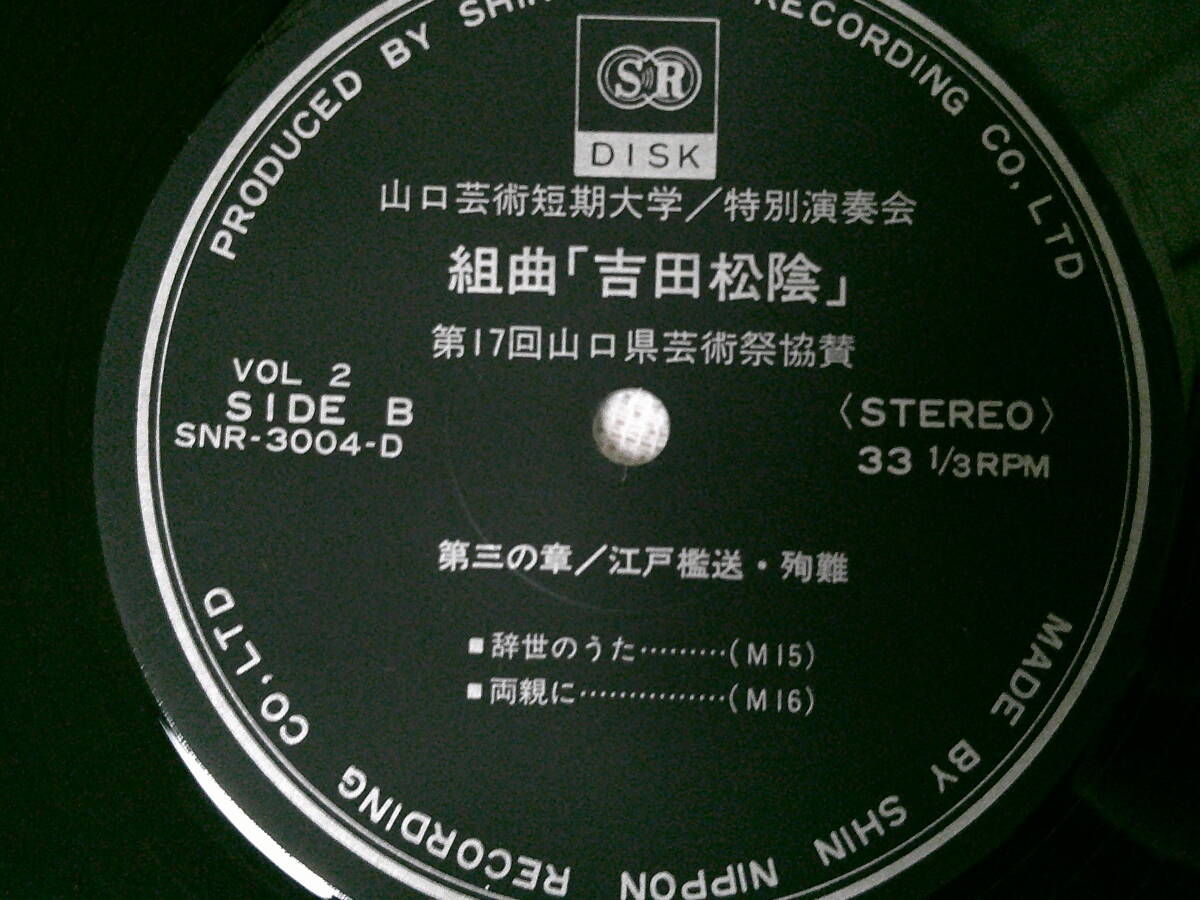 PRODUCED BY SHIN RECORDING CO., LTD
SR
DISK
山口芸術短期大学／特別演奏会
組曲「吉田松陰」
第17回山口県芸術祭協賛
VOL 2
SIDE B
SNR-3004-D
〈STEREO〉
33 1/3 RPM
第三の章／江戸檻送・殉難
■辞世のうた………(M15)
■両親に……………(M16)
MADE BY SHIN NIPPON RECORDING CO., LTD